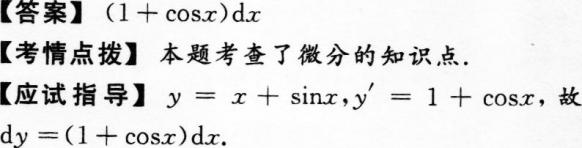 【答案】 (1+cosx)dx
【考情点拨】 本题考查了微分的知识点.
【应试指导】 y = x + sinx,y′ = 1 + cosx, 故
dy =(1+cosx)dx.